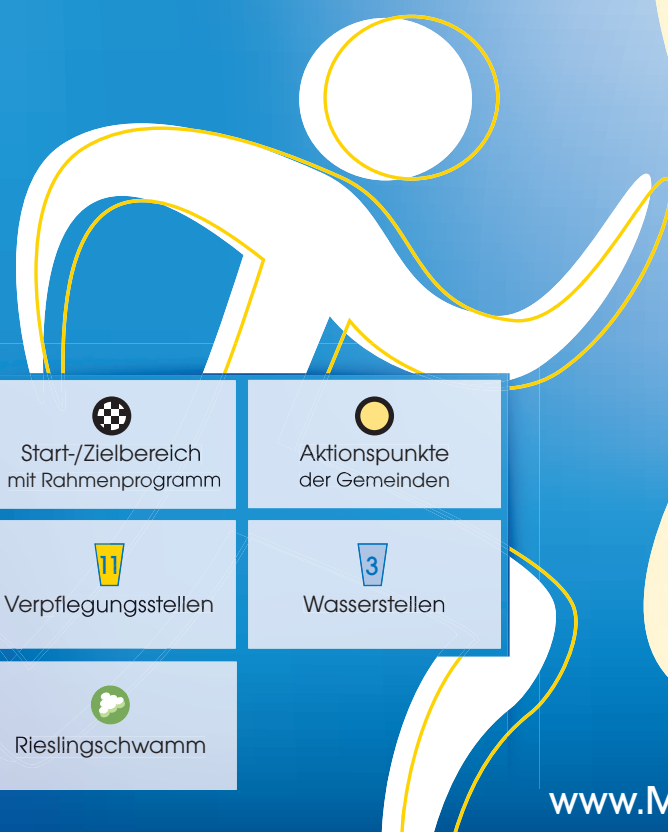 Start-/Zielbereich
mit Rahmenprogramm
Aktionspunkte
der Gemeinden
11
Verpflegungsstellen
3
Wasserstellen
Rieslingschwamm
www.M